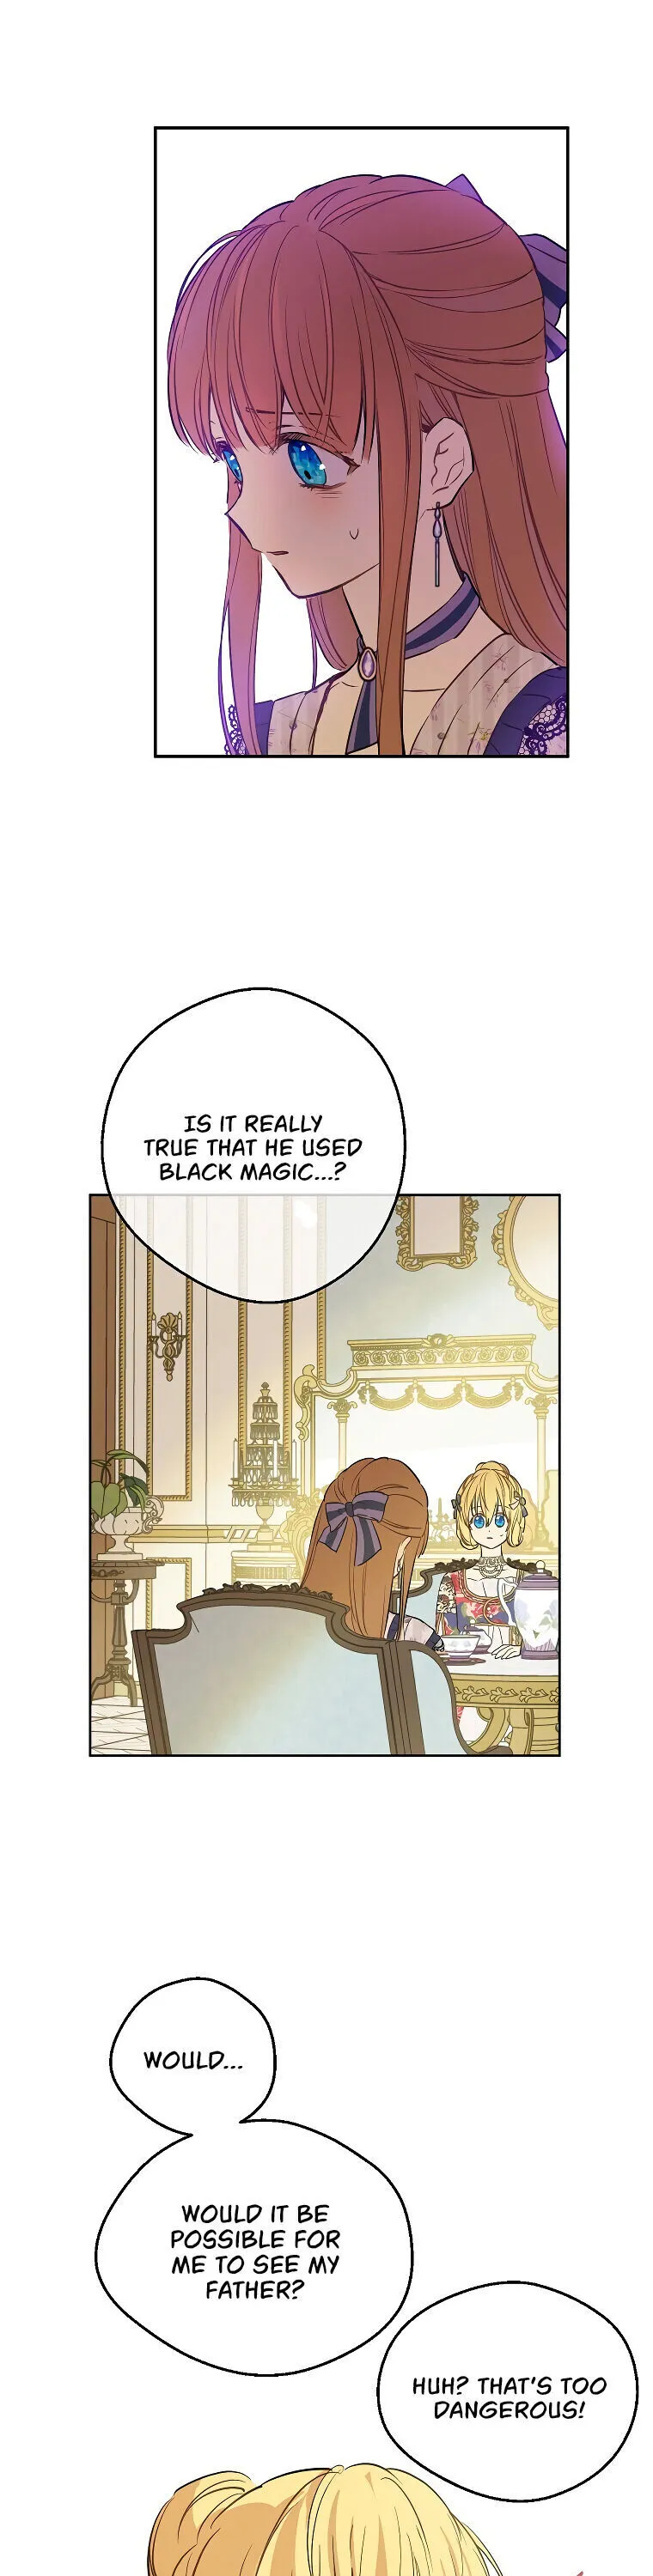 IS IT REALLY
TRUE THAT HE USED
BLACK MAGIC...?
WOULD...
WOULD IT BE
POSSIBLE FOR
ME TO SEE MY
FATHER?
HUH? THAT'S TOO
DANGEROUS!